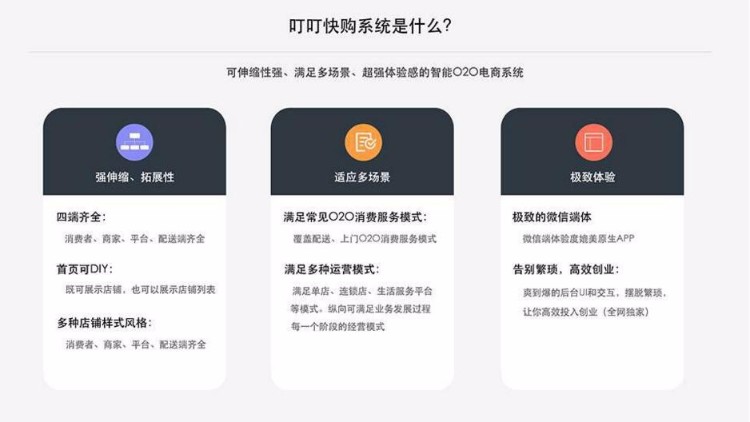 叮叮快购系统是什么?
可伸缩性强、满足多场景、超强体验感的智能O2O电商系统
强伸缩、拓展性
四端齐全:
消费者、商家、平台、配送端齐全
首页可DIY:
既可展示店铺, 也可以展示店铺列表
多种店铺样式风格:
消费者、商家、平台、配送端齐全
适应多场景
满足常见O2O消费服务模式:
覆盖配送、上门O2O消费服务模式
满足多种运营模式:
满足单店、连锁店、生活服务平台
等模式。纵向可满足业务发展过程
每一个阶段的经营模式
极致体验
极致的微信端体
微信端体验度媲美原生APP
告别繁琐, 高效创业:
爽到爆的后台UI和交互, 摆脱繁琐,
让你高效投入创业 (全网独家)